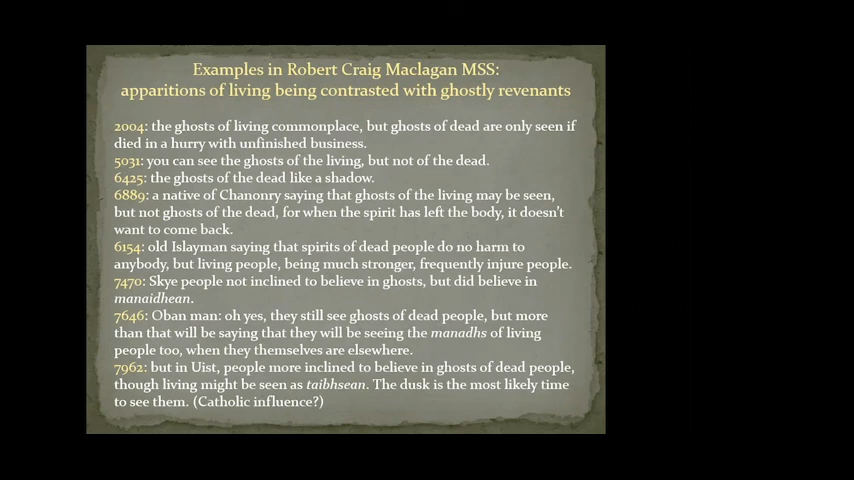 Examples in Robert Craig Maclagan MSS:
apparitions of living being contrasted with ghostly revenants
2004: the ghosts of living commonplace, but ghosts of dead are only seen if
died in a hurry with unfinished business.
5031: you can see the ghosts of the living, but not of the dead.
6425: the ghosts of the dead like a shadow.
6889: a native of Chanonry saying that ghosts of the living may be seen,
but not ghosts of the dead, for when the spirit has left the body, it doesn't
want to come back.
6154: old Islayman saying that spirits of dead people do no harm to
anybody, but living people, being much stronger, frequently injure people.
7470: Skye people not inclined to believe in ghosts, but did believe in
manaidhean.
7646: Oban man: oh yes, they still see ghosts of dead people, but more
than that will be saying that they will be seeing the manadhs of living
people too, when they themselves are elsewhere.
7962: but in Uist, people more inclined to believe in ghosts of dead people,
though living might be seen as taibhsean. The dusk is the most likely time
to see them. (Catholic influence?)